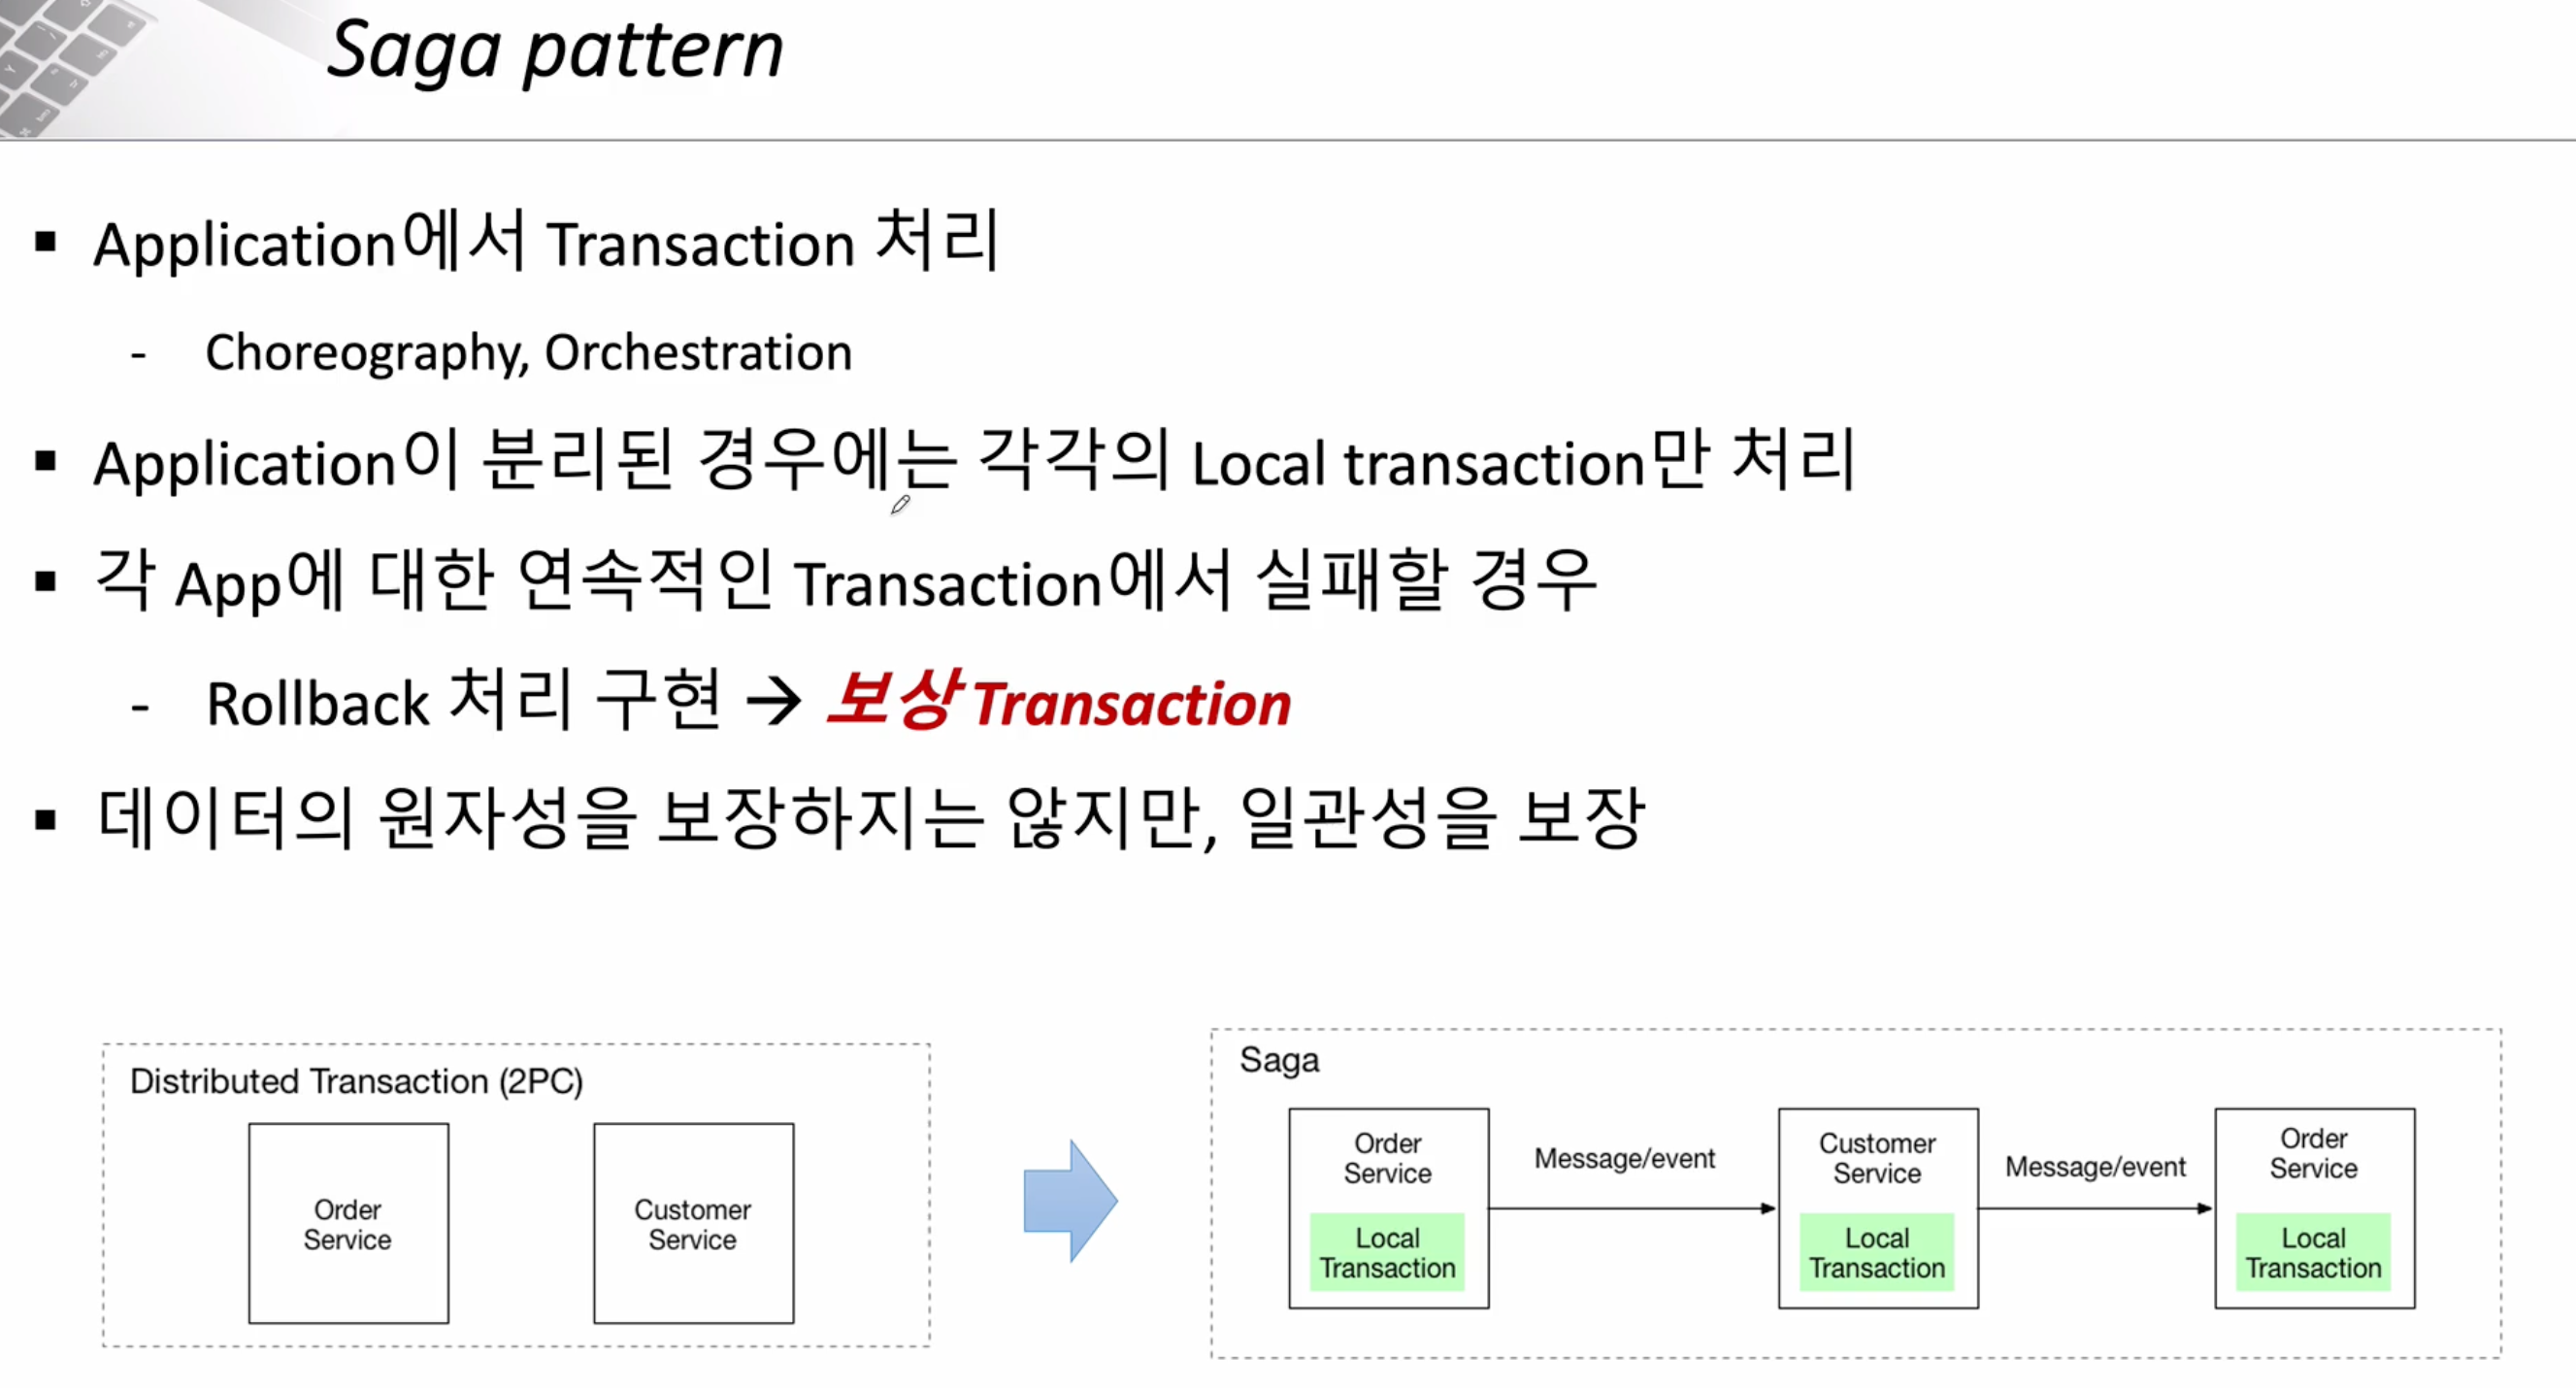 Saga pattern
▪ Application에서 Transaction 처리
- Choreography, Orchestration
▪ Application이 분리된 경우에는 각각의 Local transaction만 처리
▪ 각 App에 대한 연속적인 Transaction에서 실패할 경우
- Rollback 처리 구현 → 보상 Transaction
▪ 데이터의 원자성을 보장하지는 않지만, 일관성을 보장
Distributed Transaction (2PC)
Order
Service
Customer
Service
Saga
Order
Service
Local
Transaction
Message/event
Customer
Service
Local
Transaction
Message/event
Order
Service
Local
Transaction